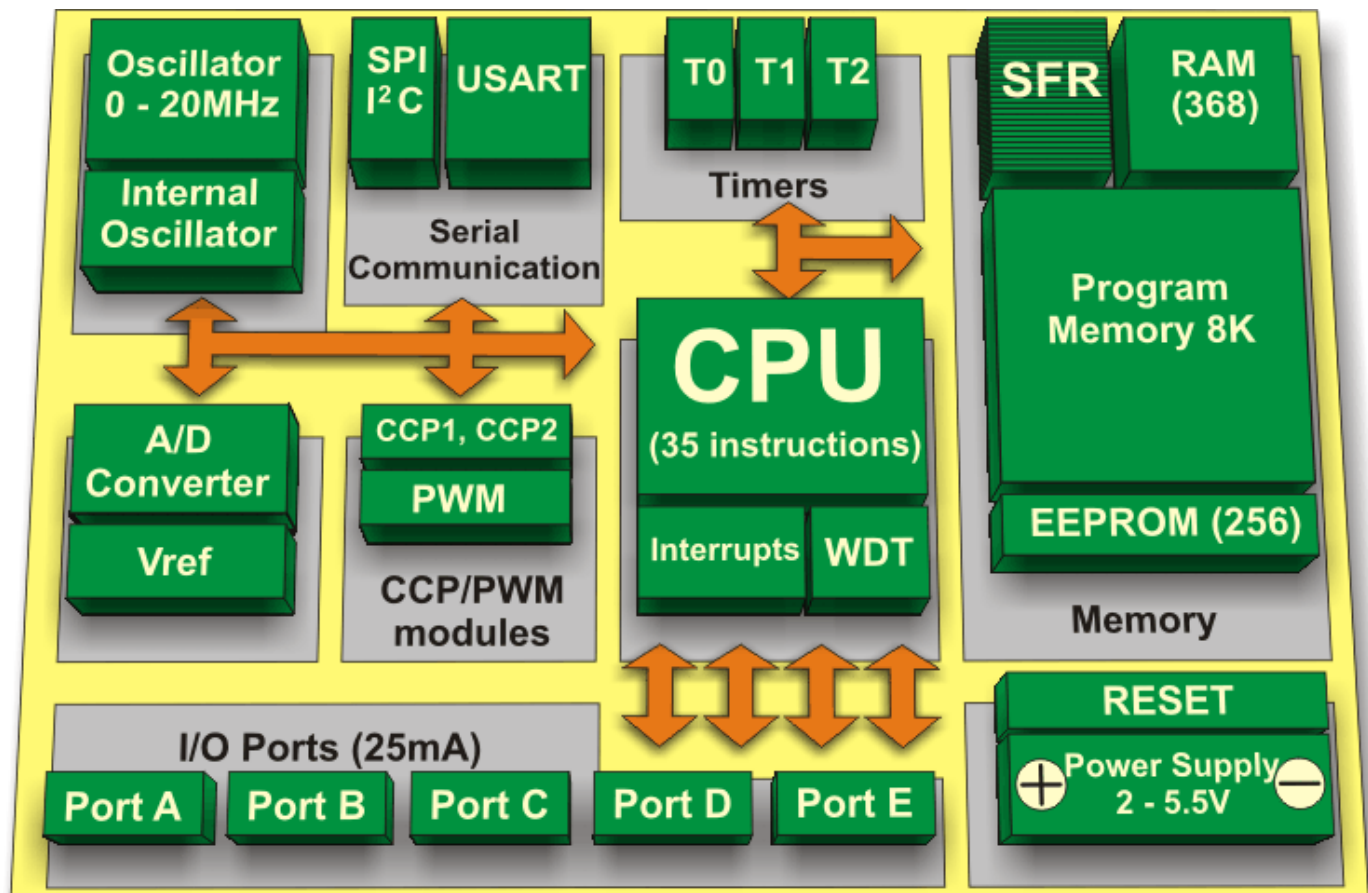 Oscillator
0 - 20MHz
Internal
Oscillator
SPI
I² C
USART
Serial
Communication
T0
T1
T2
Timers
SFR
RAM
(368)
Program
Memory 8K
EEPROM (256)
Memory
A/D
Converter
Vref
CCP1, CCP2
PWM
CCP/PWM
modules
CPU
(35 instructions)
Interrupts
WDT
I/O Ports (25mA)
Port A
Port B
Port C
Port D
Port E
RESET
+
Power Supply
2 - 5.5V
−